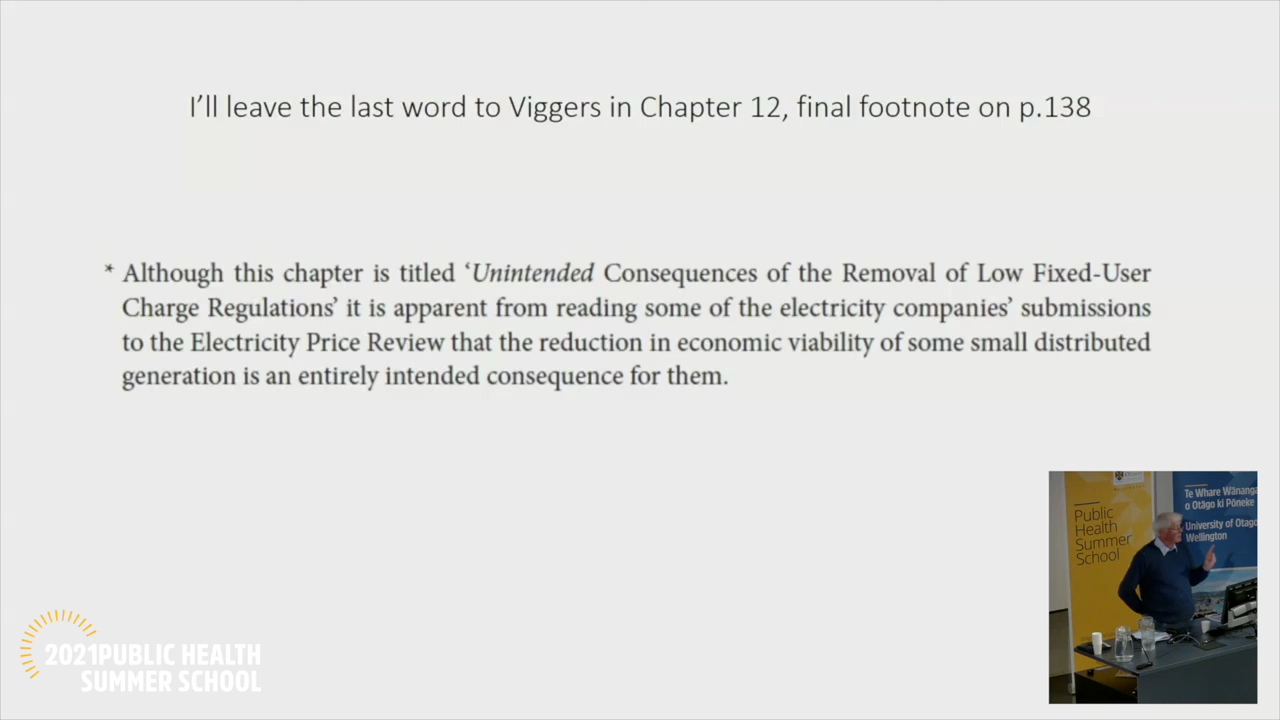 I'll leave the last word to Viggers in Chapter 12, final footnote on p.138
* Although this chapter is titled 'Unintended Consequences of the Removal of Low Fixed-User
Charge Regulations' it is apparent from reading some of the electricity companies' submissions
to the Electricity Price Review that the reduction in economic viability of some small distributed
generation is an entirely intended consequence for them.
Public
Health
Summer
School
Te Whare Wānanga
o Otāgo ki Pōneke
University of Otago
Wellington
2021PUBLIC HEALTH
SUMMER SCHOOL